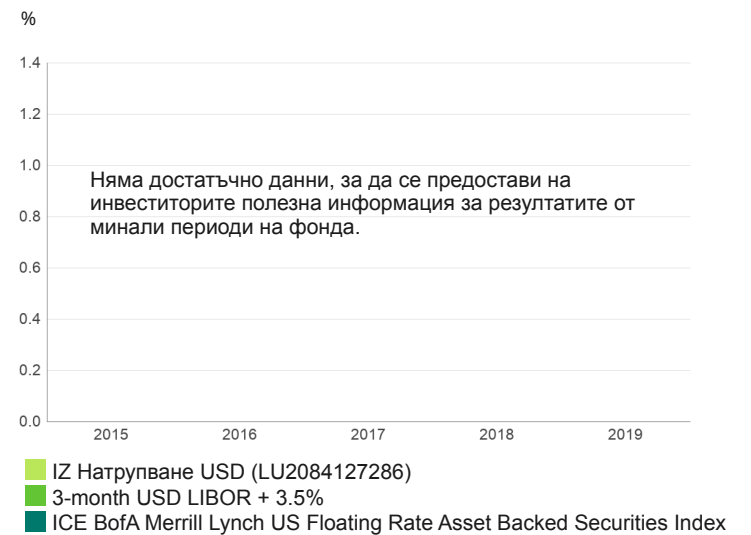 %
1.4
1.2
1.0
Няма достатъчно данни, за да се предостави на
инвеститорите полезна информация за резултатите от
минали периоди на фонда.
0.8
0.6
0.4
0.2
0.0
2015 2016 2017 2018 2019
IZ Натрупване USD (LU2084127286)
3-month USD LIBOR + 3.5%
ICE BofA Merrill Lynch US Floating Rate Asset Backed Securities Index